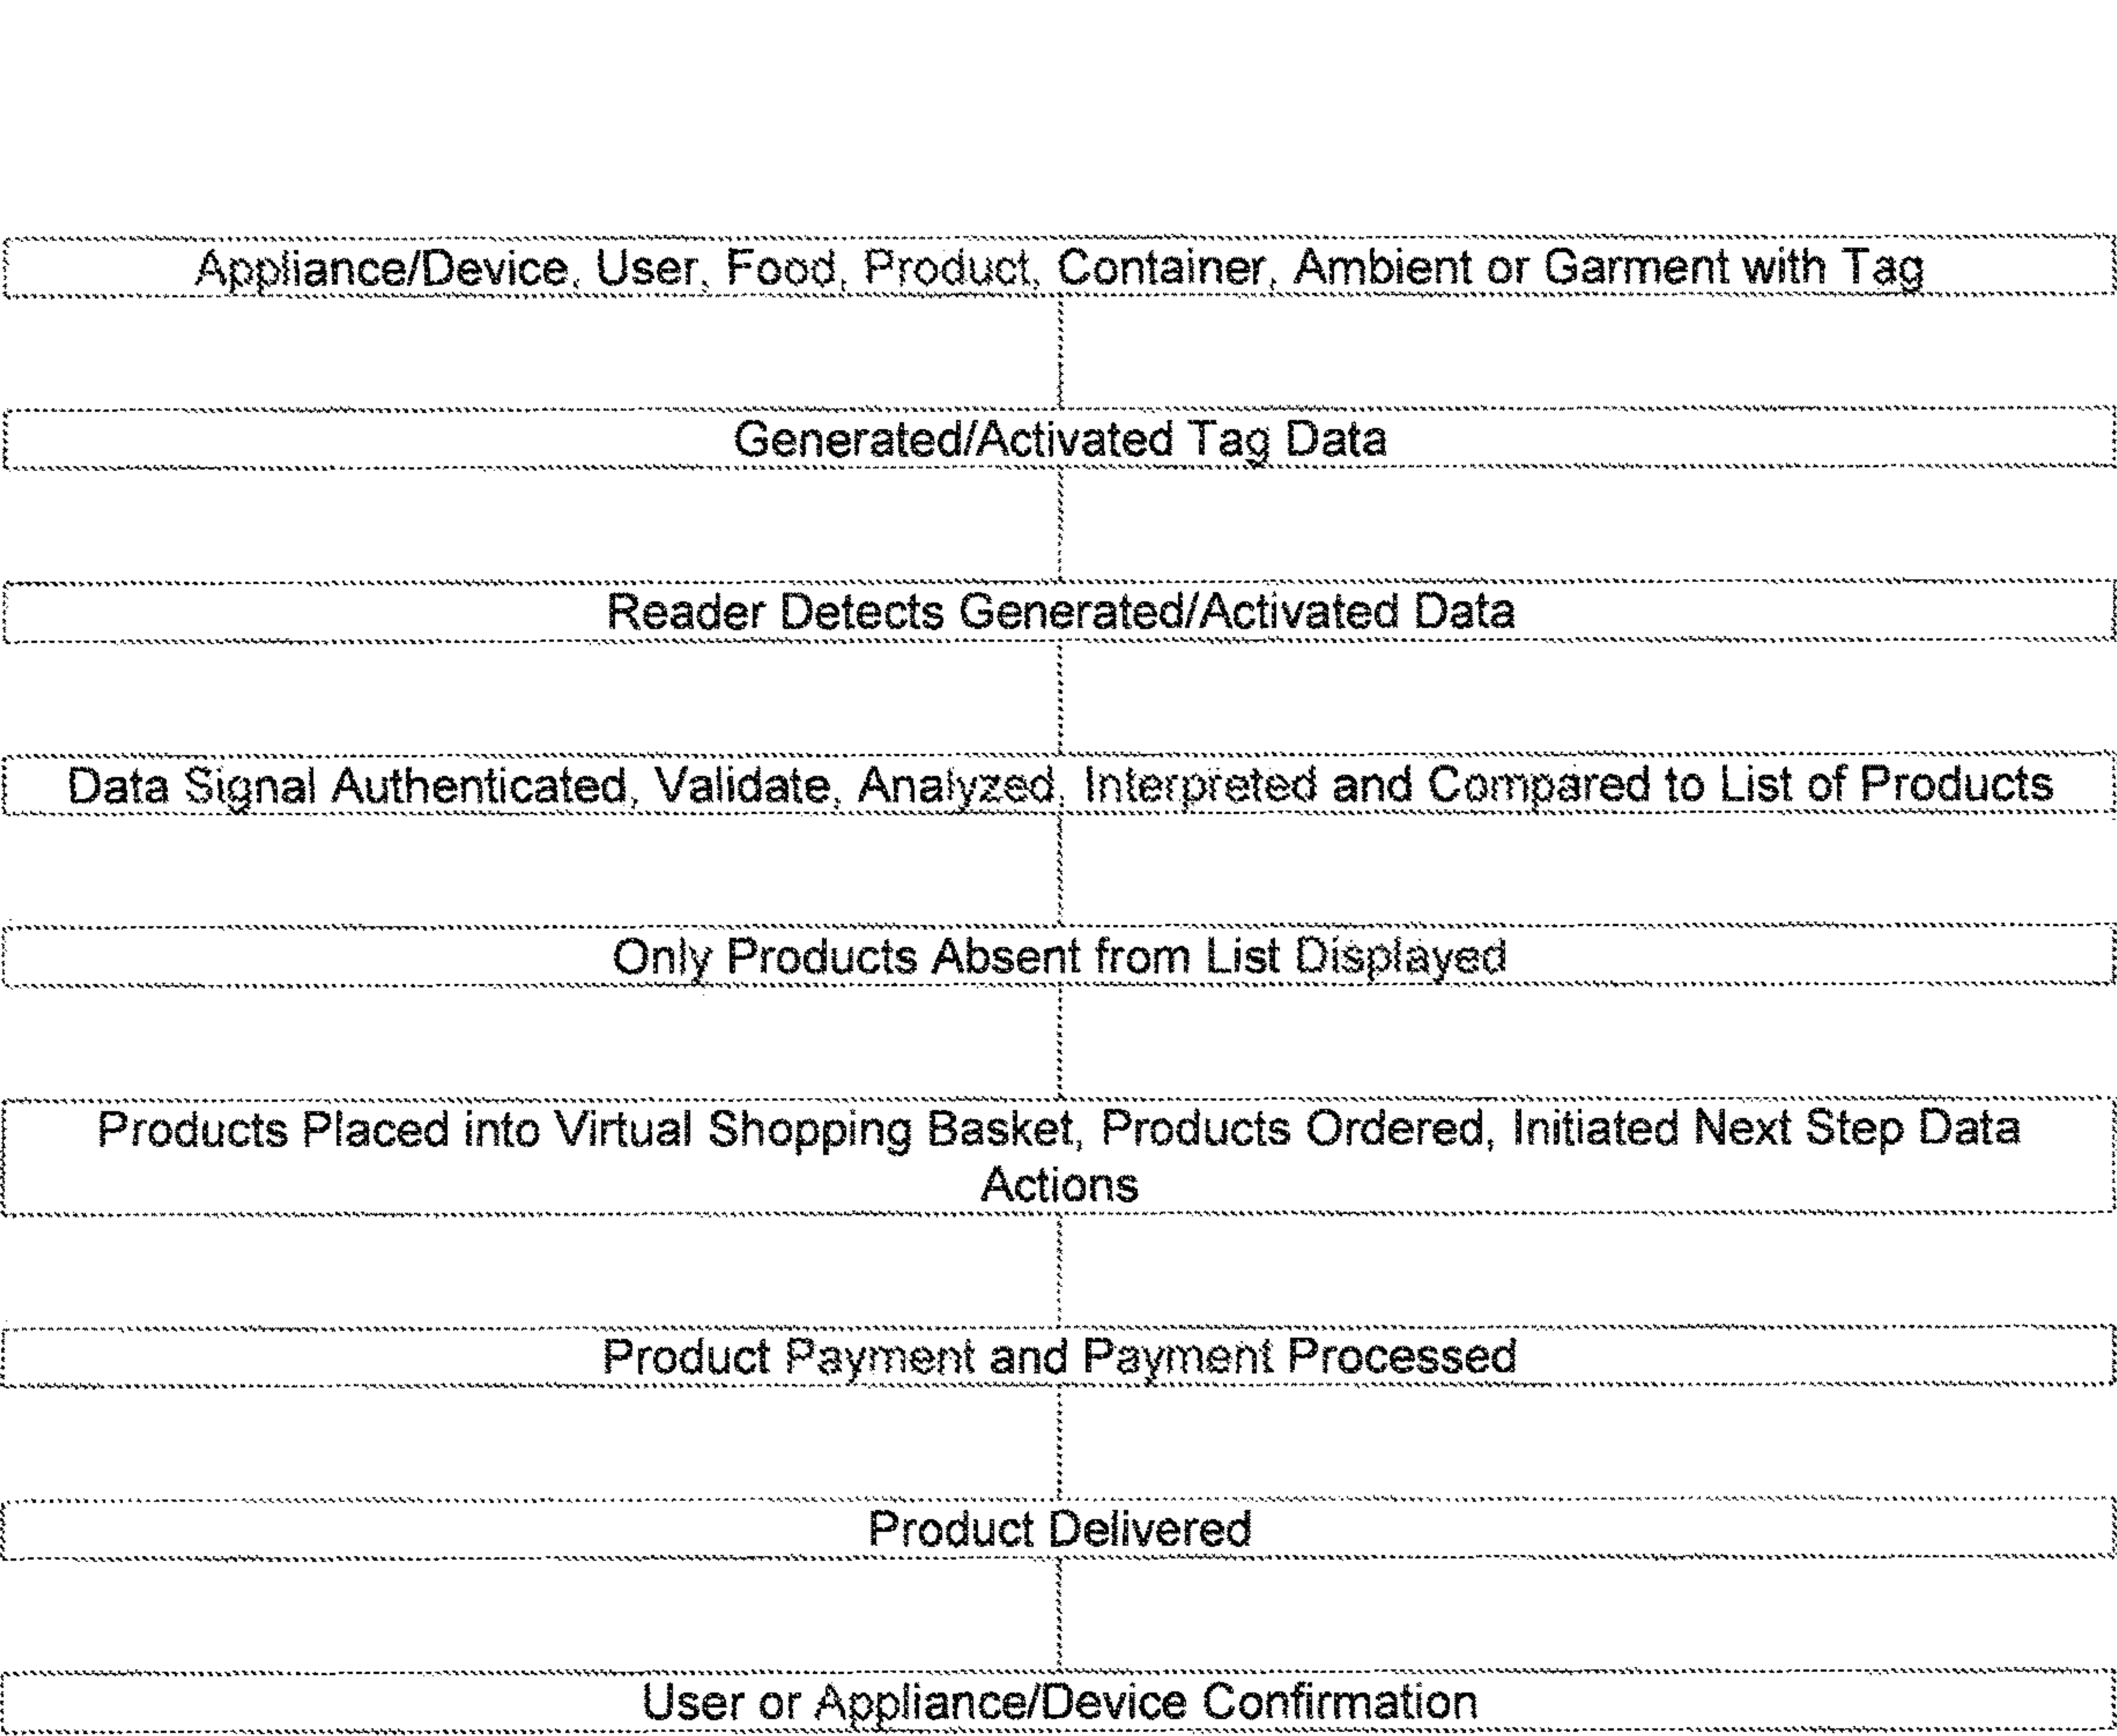 Appliance/Device, User, Food, Product, Container, Ambient or Garment with Tag
Generated/Activated Tag Data
Reader Detects Generated/Activated Data
Data Signal Authenticated, Validate, Analyzed, Interpreted and Compared to List of Products
Only Products Absent from List Displayed
Products Placed into Virtual Shopping Basket, Products Ordered, Initiated Next Step Data
Actions
Product Payment and Payment Processed
Product Delivered
User or Appliance/Device Confirmation